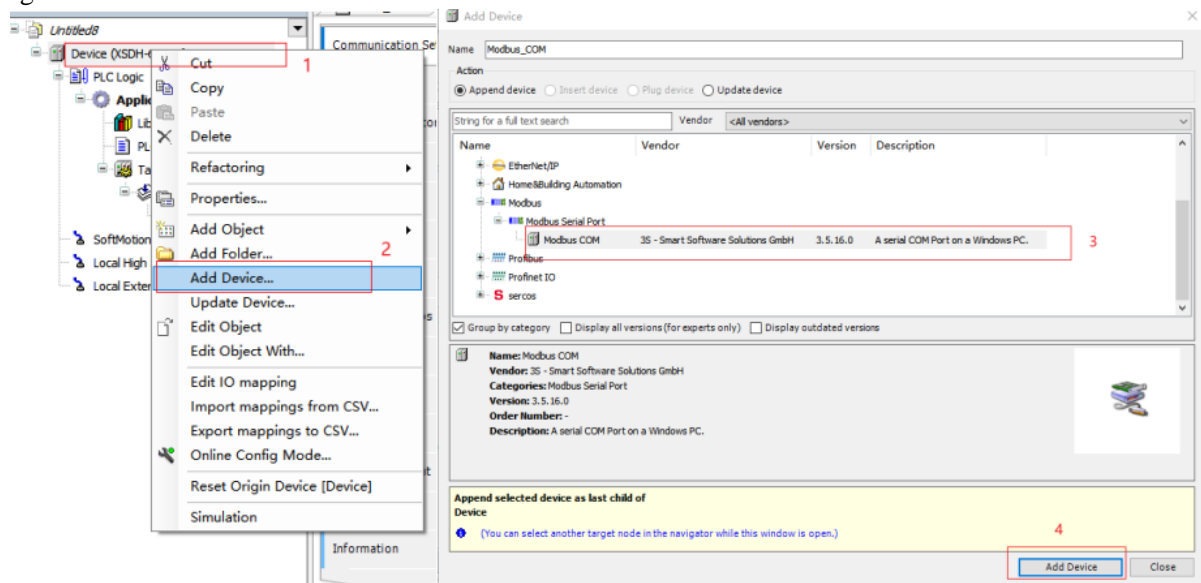 Untitled8
Device (XSDH-6
PLC Logic
Applic
Lib
PL
Ta
SoftMotion
Local High
Local Exter
1
Cut
Copy
Paste
Delete
Refactoring
Properties...
Add Object
Add Folder...
2
Add Device...
Update Device...
Edit Object
Edit Object With...
Edit IO mapping
Import mappings from CSV...
Export mappings to CSV...
Online Config Mode...
Reset Origin Device [Device]
Simulation
Communication Se
Information
Add Device
Name Modbus_COM
Action
Append device Insert device Plug device Update device
String for a full text search Vendor <All vendors>
Name Vendor Version Description
EtherNet/IP
Home&Building Automation
Modbus
Modbus Serial Port
Modbus COM 3S - Smart Software Solutions GmbH 3.5.16.0 A serial COM Port on a Windows PC. 3
Profibus
Profinet IO
sercos
Group by category Display all versions (for experts only) Display outdated versions
Name: Modbus COM
Vendor: 3S - Smart Software Solutions GmbH
Categories: Modbus Serial Port
Version: 3.5.16.0
Order Number: -
Description: A serial COM Port on a Windows PC.
Append selected device as last child of
Device
(You can select another target node in the navigator while this window is open.)
4
Add Device Close